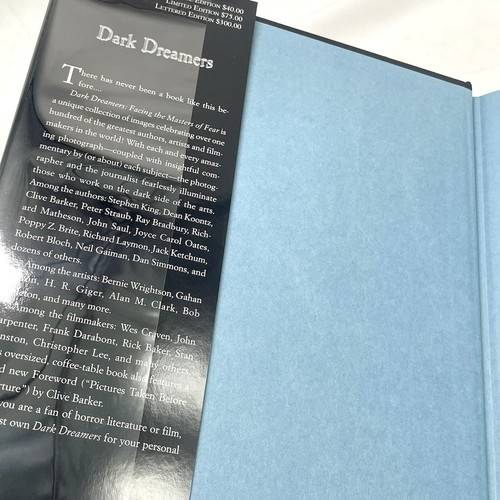 EDITION $40.00
LIMITED EDITION $75.00
LETTERED EDITION $300.00
Dark Dreamers
There has never been a book like this be-
fore....
Dark Dreamers: Facing the Masters of Fear is
a unique collection of images celebrating over one
hundred of the greatest authors, artists and film-
makers in the world! With each and every amaz-
ing photograph—coupled with insightful com-
mentary by (or about) each subject—the photog-
rapher and the journalist fearlessly illuminate
those who work on the dark side of the arts.
Among the authors: Stephen King, Dean Koontz,
Clive Barker, Peter Straub, Ray Bradbury, Rich-
ard Matheson, John Saul, Joyce Carol Oates,
Poppy Z. Brite, Richard Laymon, Jack Ketchum,
Robert Bloch, Neil Gaiman, Dan Simmons, and
dozens of others.
Among the artists: Bernie Wrightson, Gahan
H. R. Giger, Alan M. Clark, Bob
and many more.
Among the filmmakers: Wes Craven, John
arpenter, Frank Darabont, Rick Baker, Stan
nston, Christopher Lee, and many others.
s oversized, coffee-table book also features a
d new Foreword ("Pictures Taken Before
rture") by Clive Barker.
you are a fan of horror literature or film,
st own Dark Dreamers for your personal